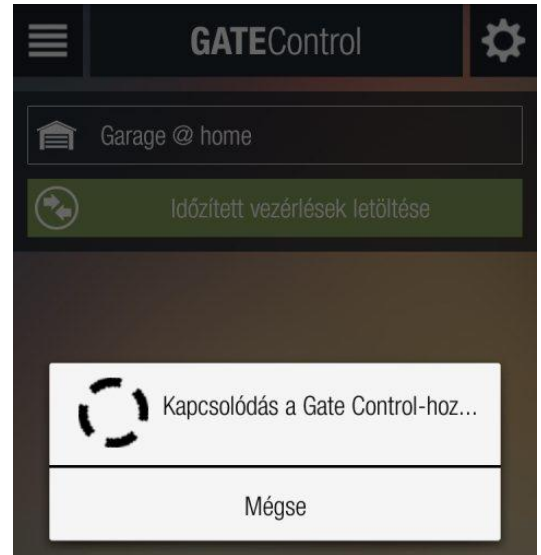 GATEControl
Garage @ home
Időzített vezérlések letöltése
Kapcsolódás a Gate Control-hoz...
Mégse